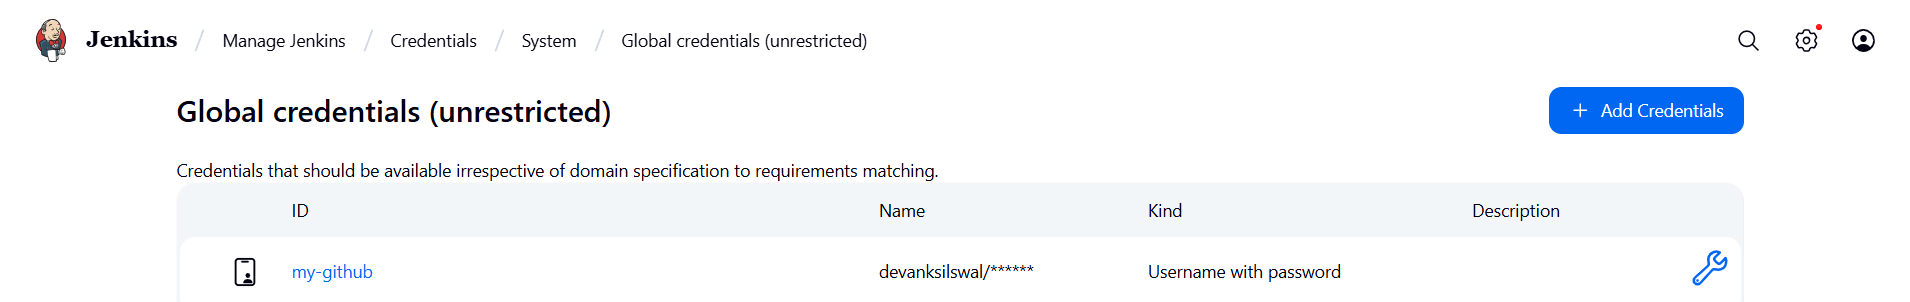 Jenkins / Manage Jenkins / Credentials / System / Global credentials (unrestricted)
Global credentials (unrestricted)
+ Add Credentials
Credentials that should be available irrespective of domain specification to requirements matching.
ID Name Kind Description
my-github devanksilswal/****** Username with password